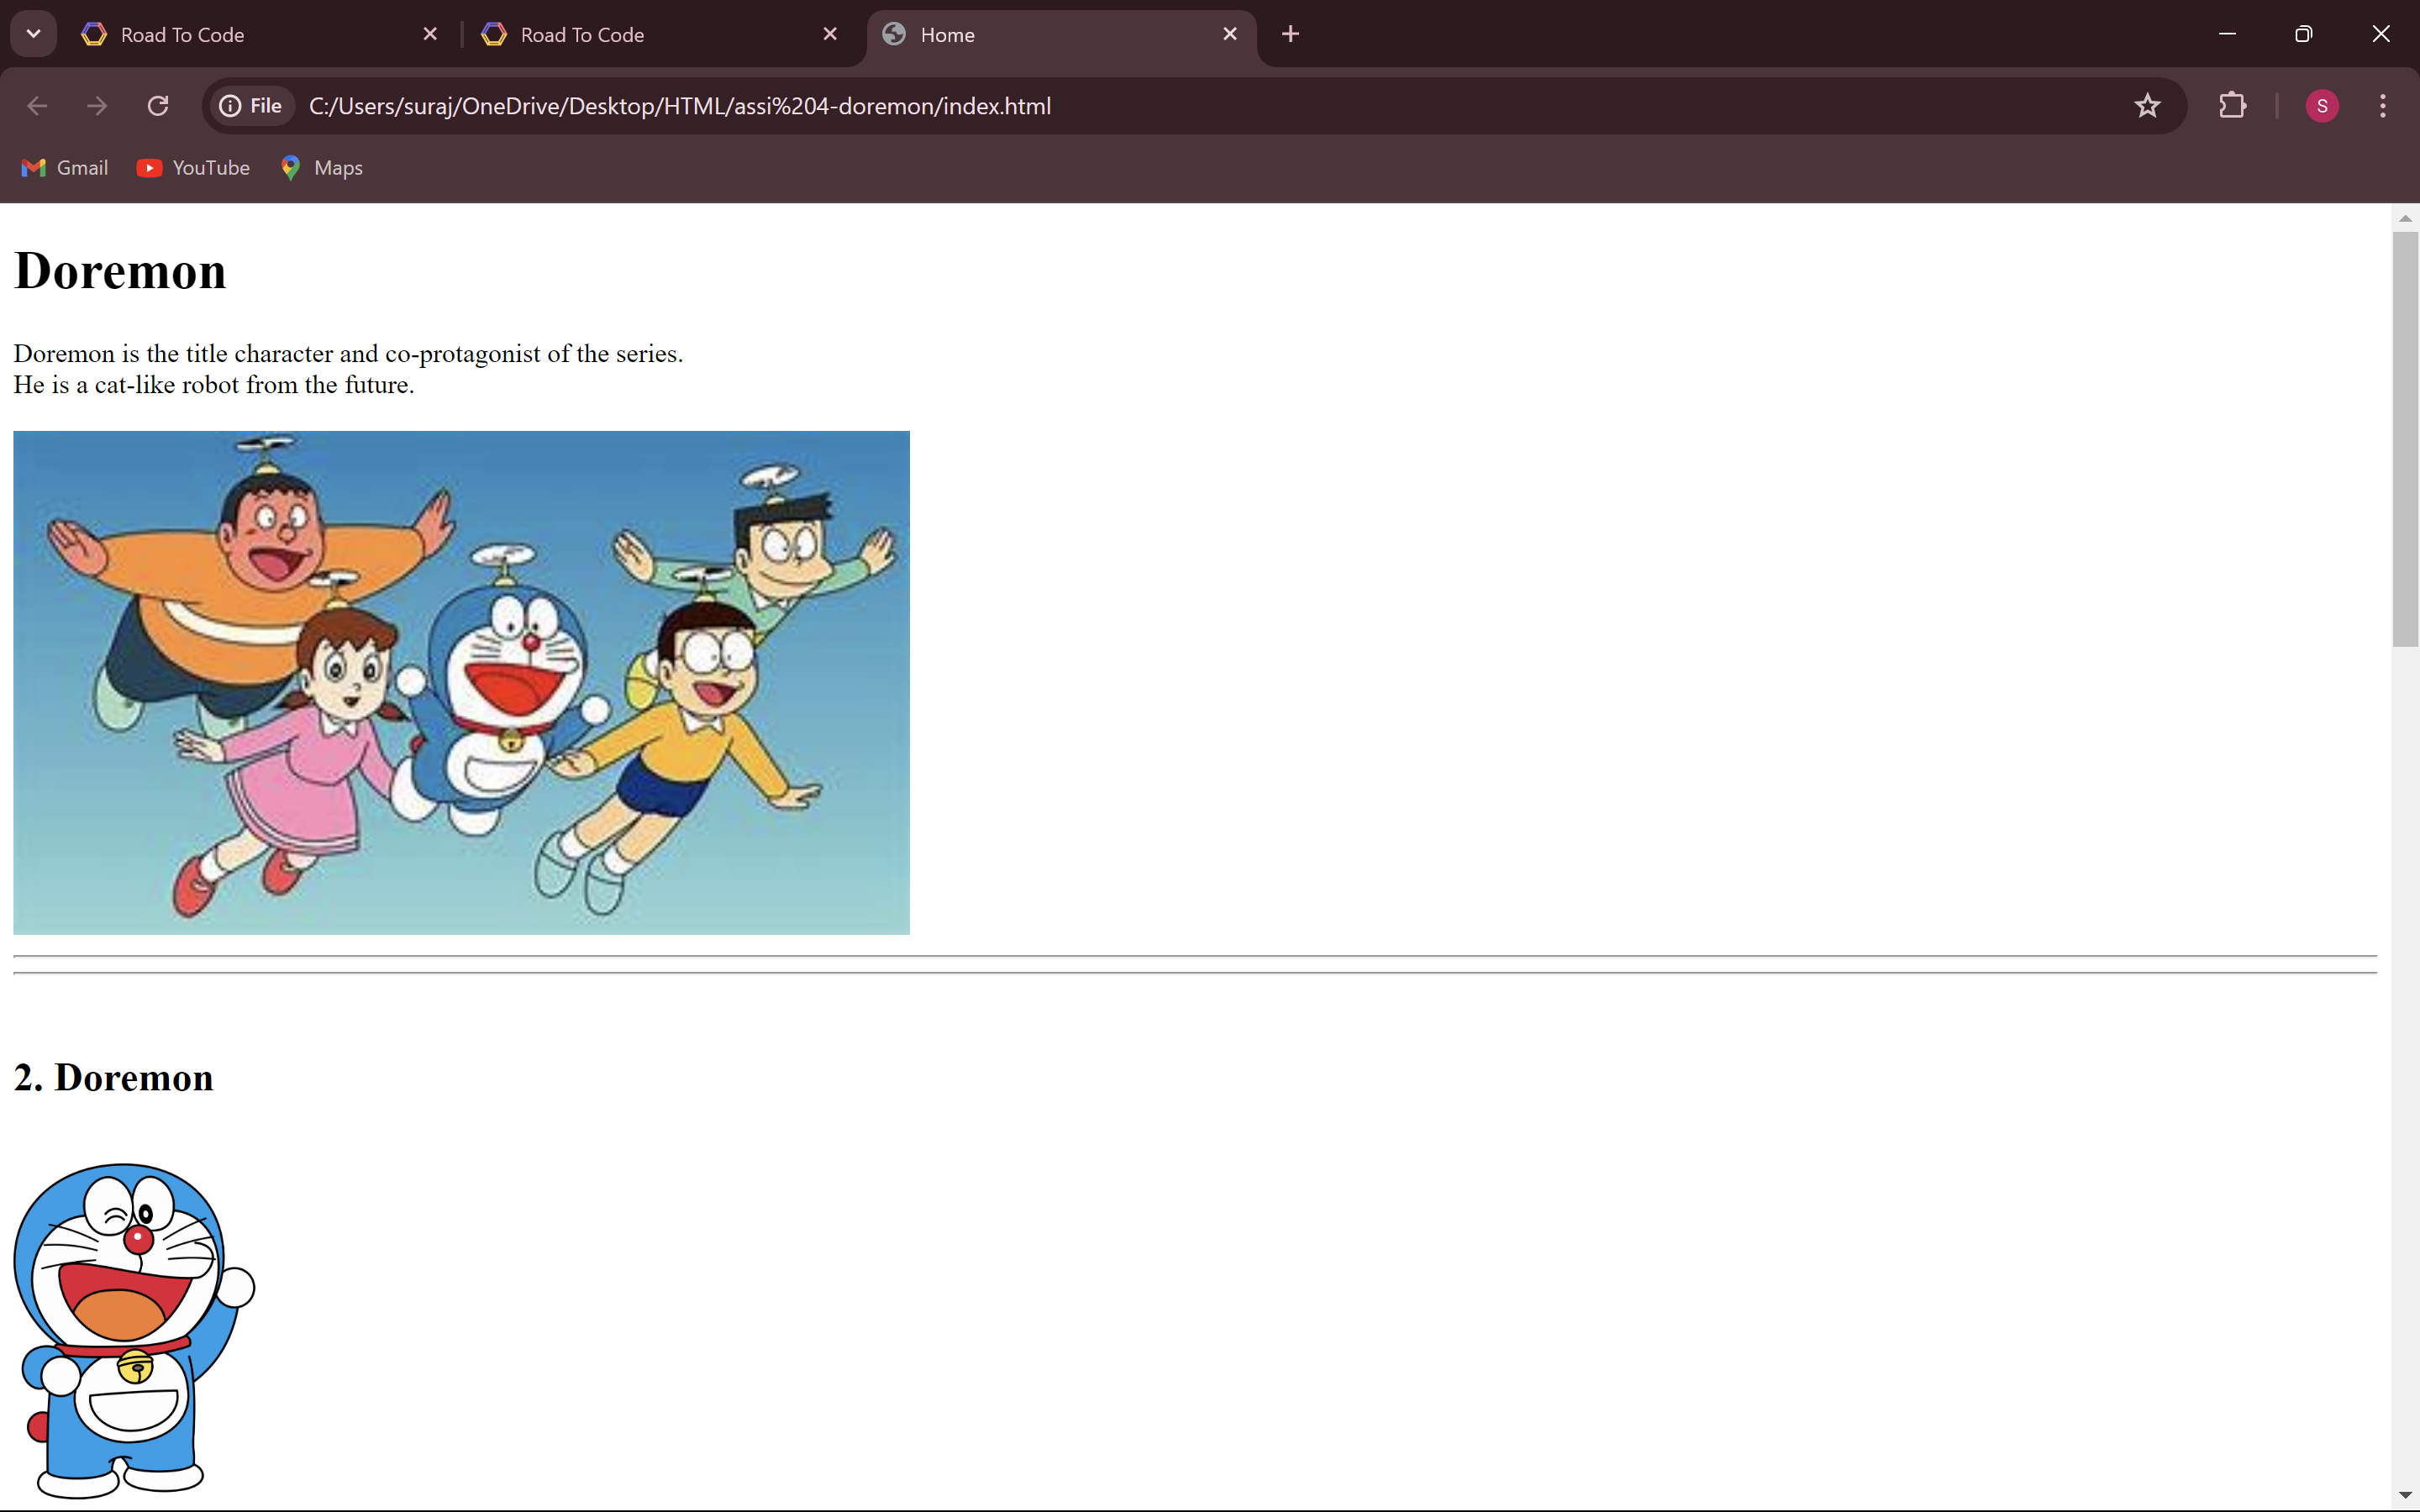 Road To Code
Road To Code
Home
File
C:/Users/suraj/OneDrive/Desktop/HTML/assi%204-doremon/index.html
S
Gmail
YouTube
Maps
Doremon
Doremon is the title character and co-protagonist of the series.
He is a cat-like robot from the future.
2. Doremon